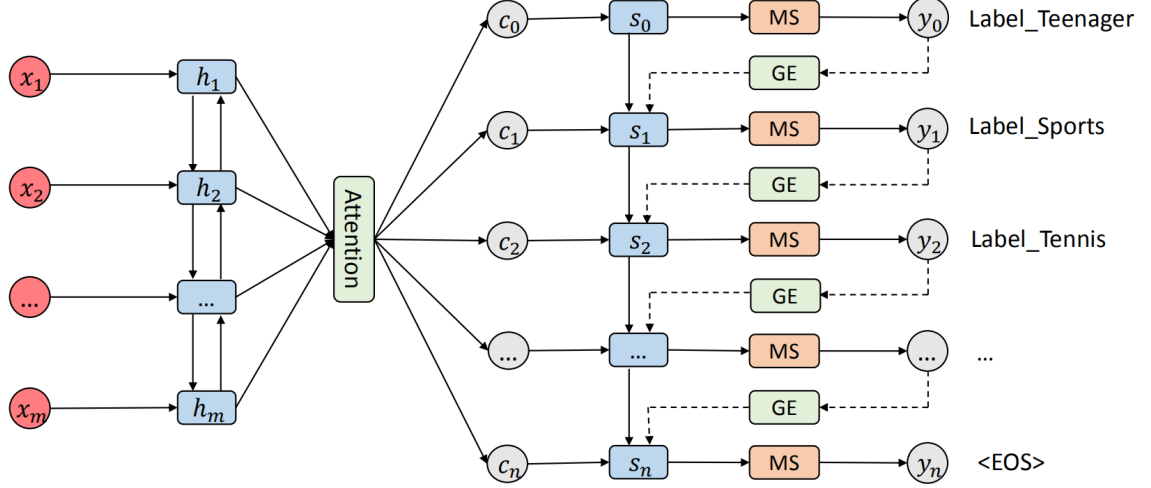 c0 s0 MS y0 Label_Teenager
x1 h1 GE
c1 s1 MS y1 Label_Sports
x2 h2 GE
Attention
c2 s2 MS y2 Label_Tennis
... ... GE
... ... MS ... ...
xm hm GE
cn sn MS yn <EOS>